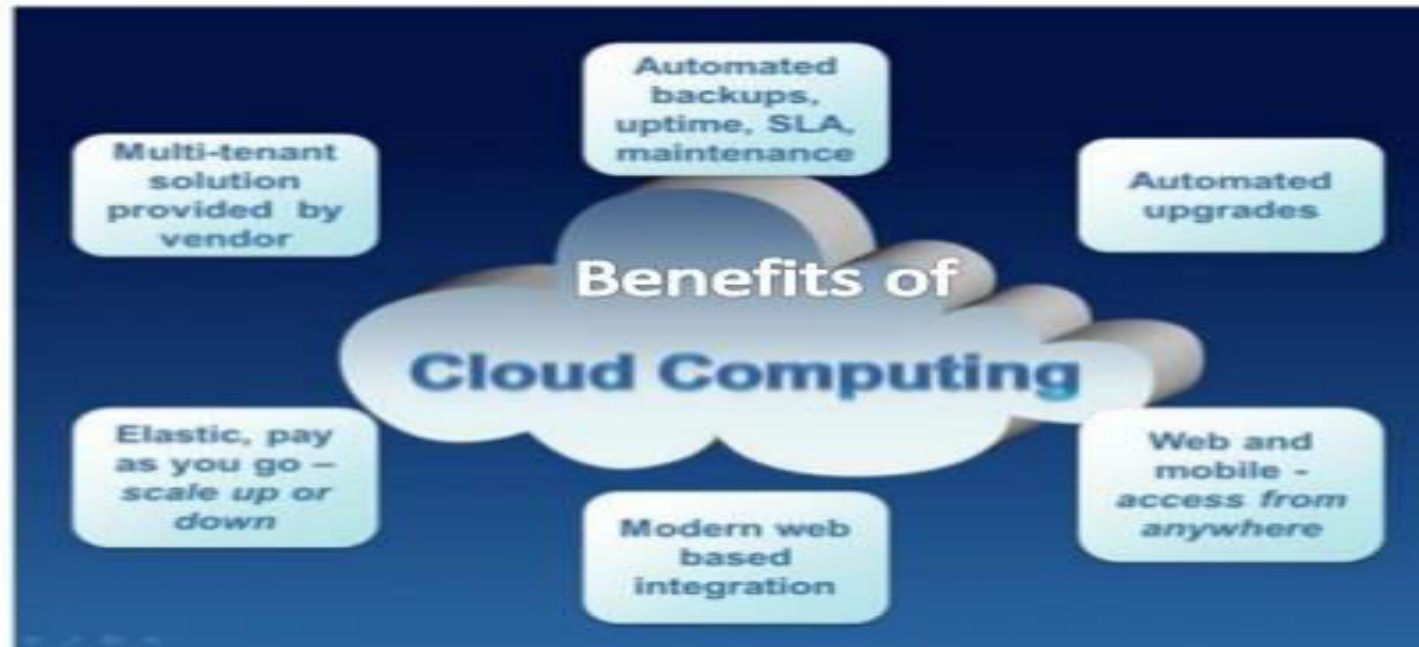 Automated
backups,
uptime, SLA,
maintenance
Multi-tenant
solution
provided by
vendor
Automated
upgrades
Benefits of
Cloud Computing
Elastic, pay
as you go –
scale up or
down
Modern web
based
integration
Web and
mobile -
access from
anywhere